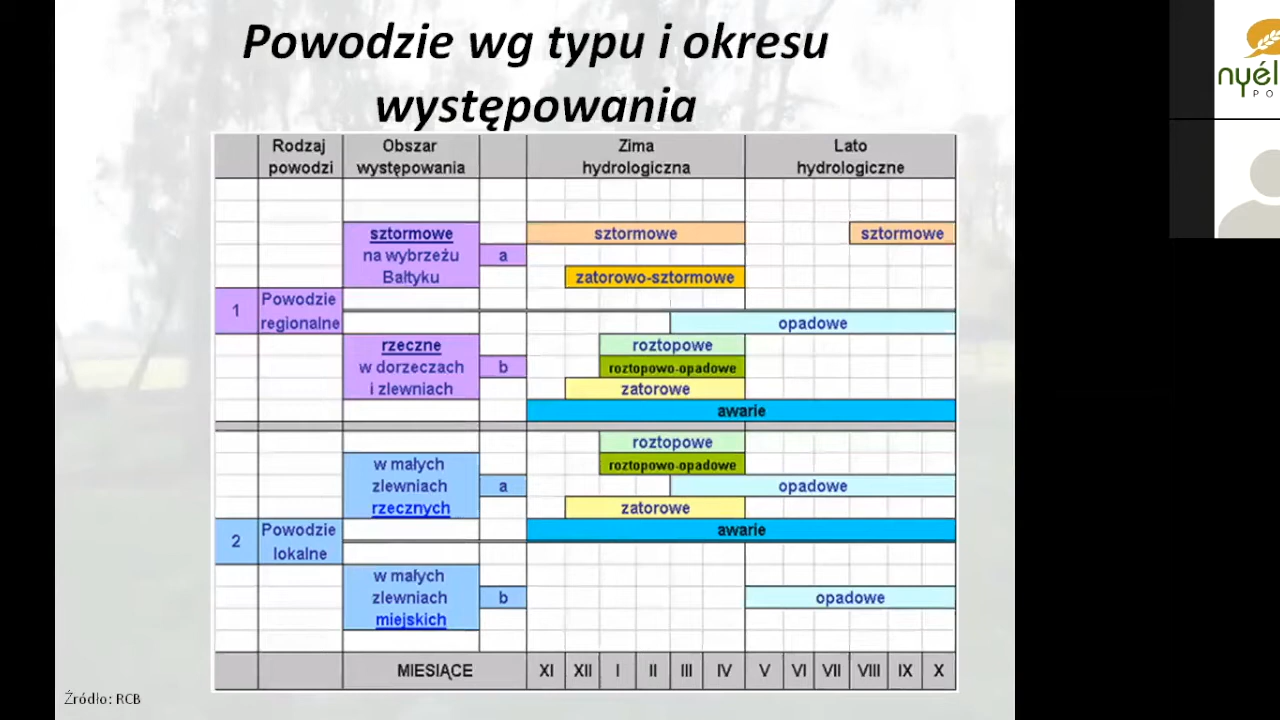 Powodzie wg typu i okresu
występowania
Rodzaj
powodzi
Obszar
występowania
Zima
hydrologiczna
Lato
hydrologiczne
sztormowe
na wybrzeżu
Bałtyku
a
sztormowe
sztormowe
zatorowo-sztormowe
1
Powodzie
regionalne
opadowe
rzeczne
w dorzeczach
i zlewniach
b
roztopowe
roztopowo-opadowe
zatorowe
awarie
roztopowe
roztopowo-opadowe
w małych
zlewniach
rzecznych
a
opadowe
zatorowe
awarie
2
Powodzie
lokalne
w małych
zlewniach
miejskich
b
opadowe
MIESIĄCE
XI XII I II III IV V VI VII VIII IX X
Źródło: RCB
nyél
PO